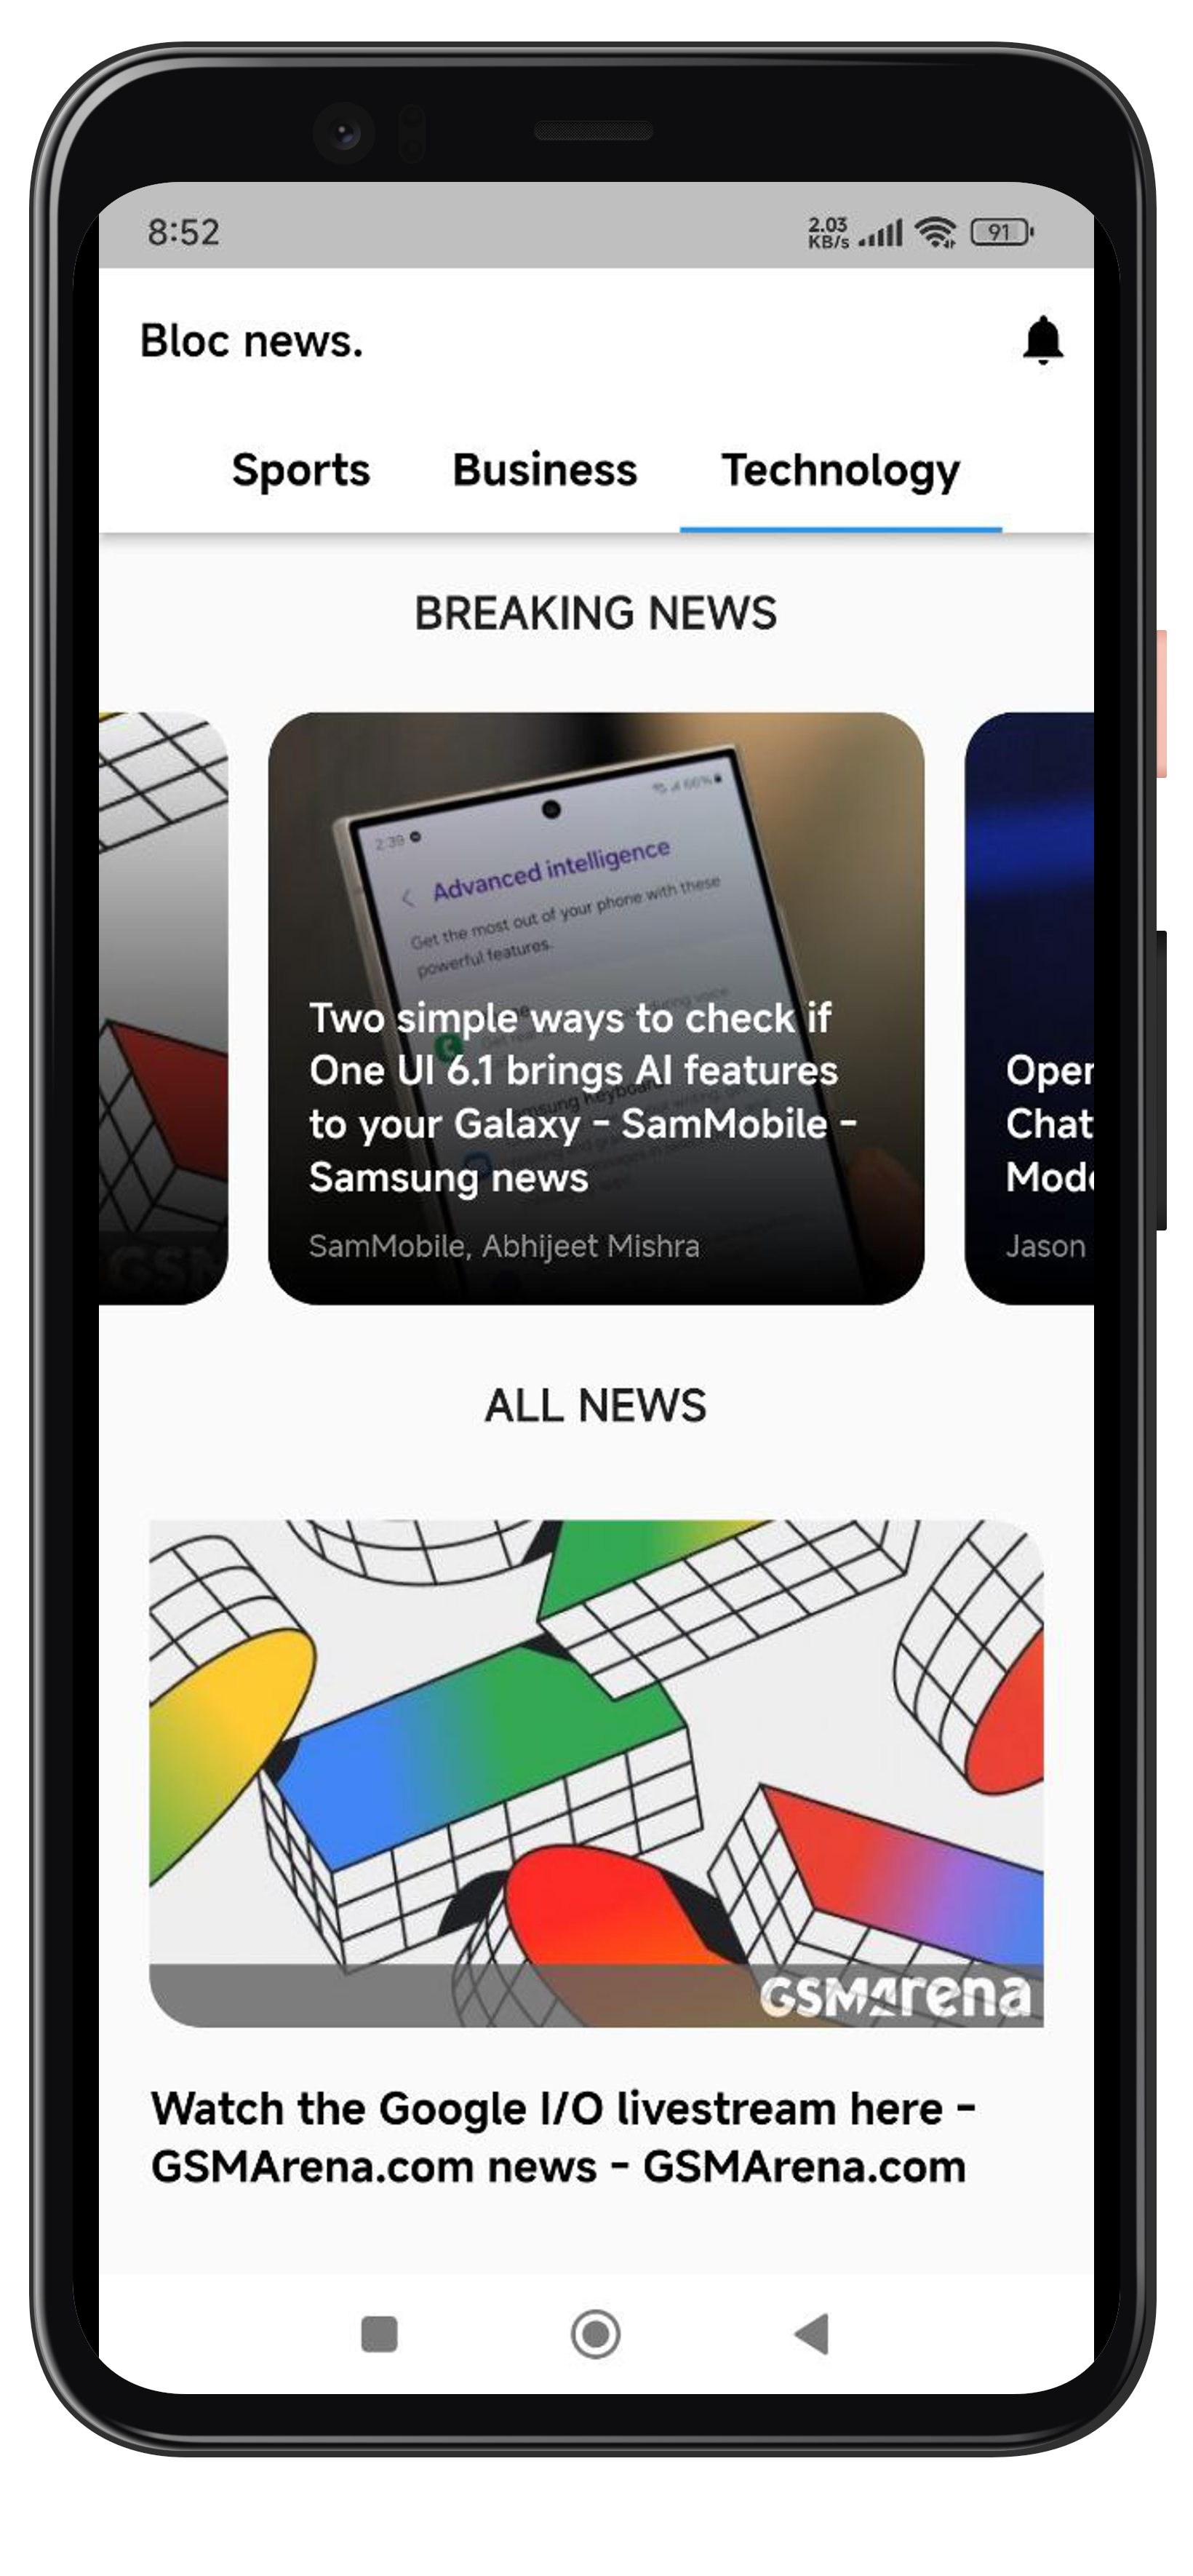 8:52
2.03
KB/s
91
Bloc news.
Sports Business Technology
BREAKING NEWS
2:39
66%
Advanced intelligence
Get the most out of your phone with these
powerful features.
Two simple ways to check if
One UI 6.1 brings AI features
to your Galaxy - SamMobile -
Samsung news
SamMobile, Abhijeet Mishra
GSM
Oper
Chat
Jason
ALL NEWS
GSMArena
Watch the Google I/O livestream here -
GSMArena.com news - GSMArena.com